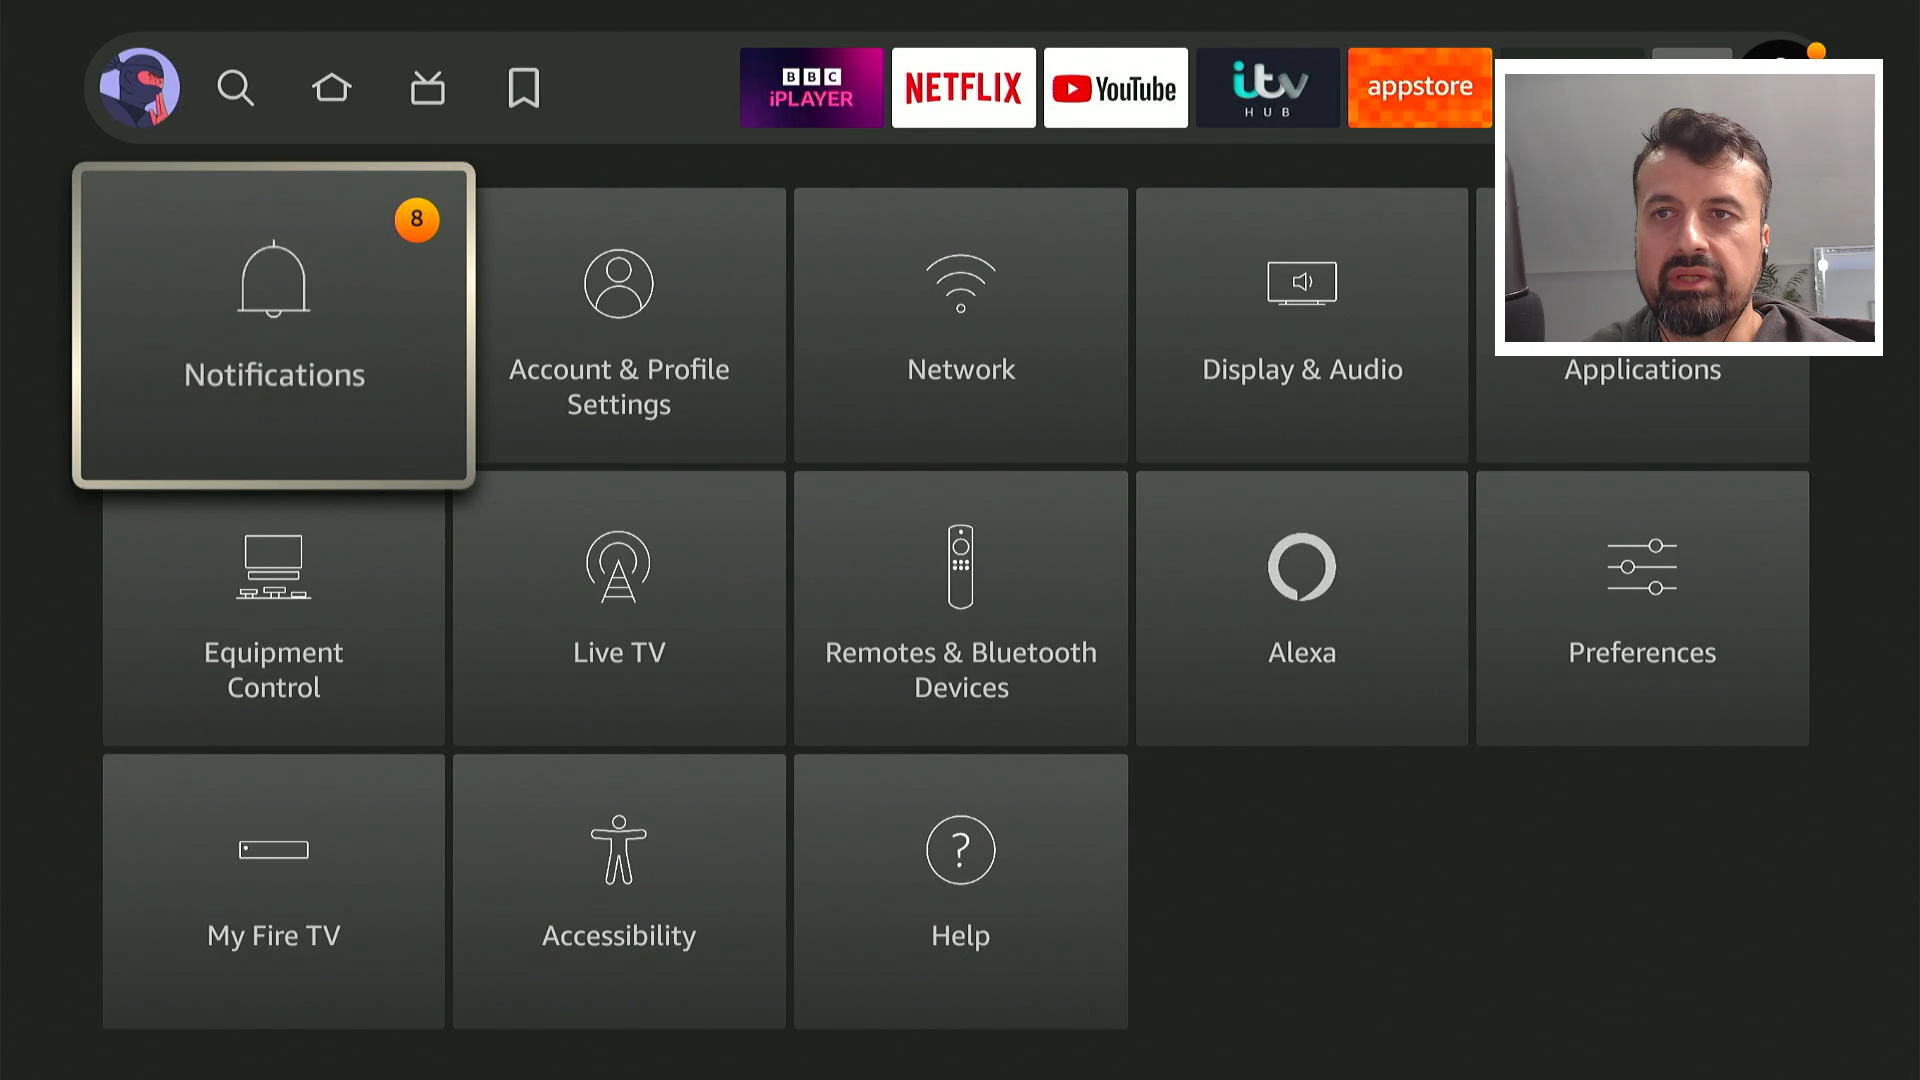 BBC
iPLAYER
NETFLIX
YouTube
itv
HUB
appstore
8
Notifications
Account & Profile
Settings
Network
Display & Audio
Applications
Equipment
Control
Live TV
Remotes & Bluetooth
Devices
Alexa
Preferences
My Fire TV
Accessibility
?
Help